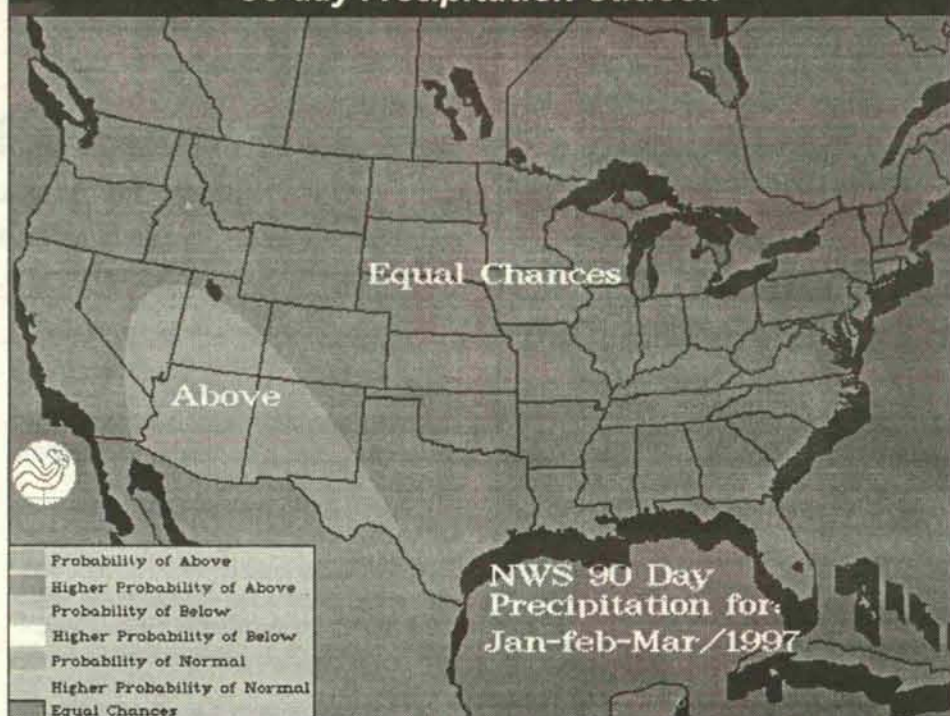 Equal Chances
Above
NWS 90 Day
Precipitation for:
Jan-feb-Mar/1997
Probability of Above
Higher Probability of Above
Probability of Below
Higher Probability of Below
Probability of Normal
Higher Probability of Normal
Equal Chances